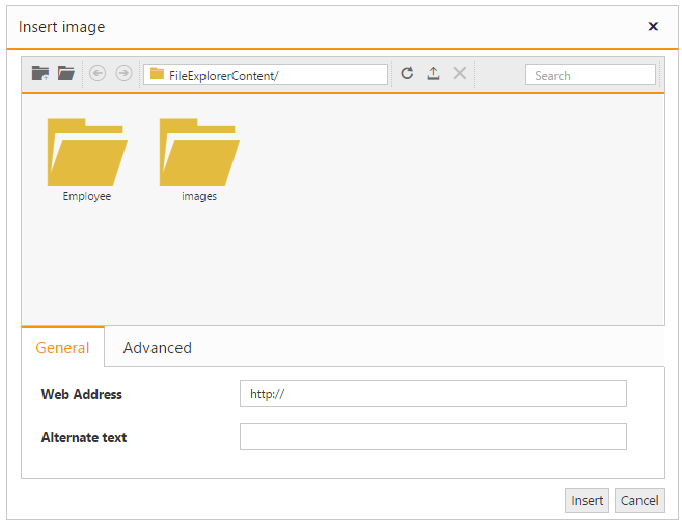 Insert image
FileExplorerContent/
Search
Employee images
General Advanced
Web Address http://
Alternate text
Insert Cancel